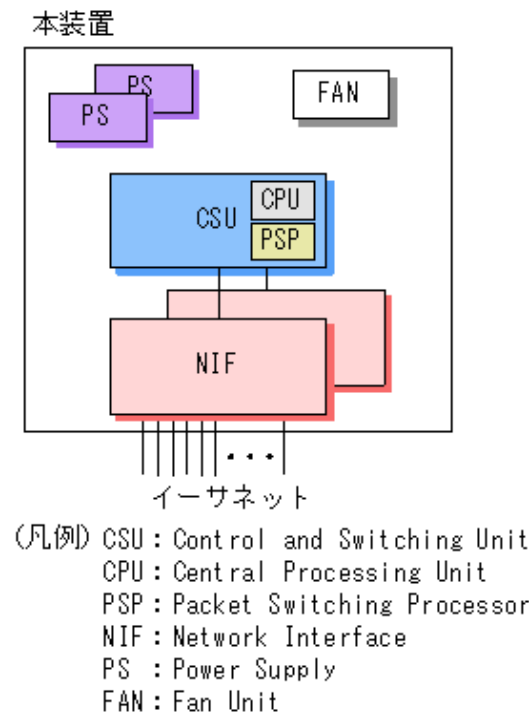 本装置
PS
PS
FAN
CSU
CPU
PSP
NIF
・・・
イーサネット
(凡例) CSU:Control and Switching Unit
CPU:Central Processing Unit
PSP:Packet Switching Processor
NIF:Network Interface
PS :Power Supply
FAN:Fan Unit